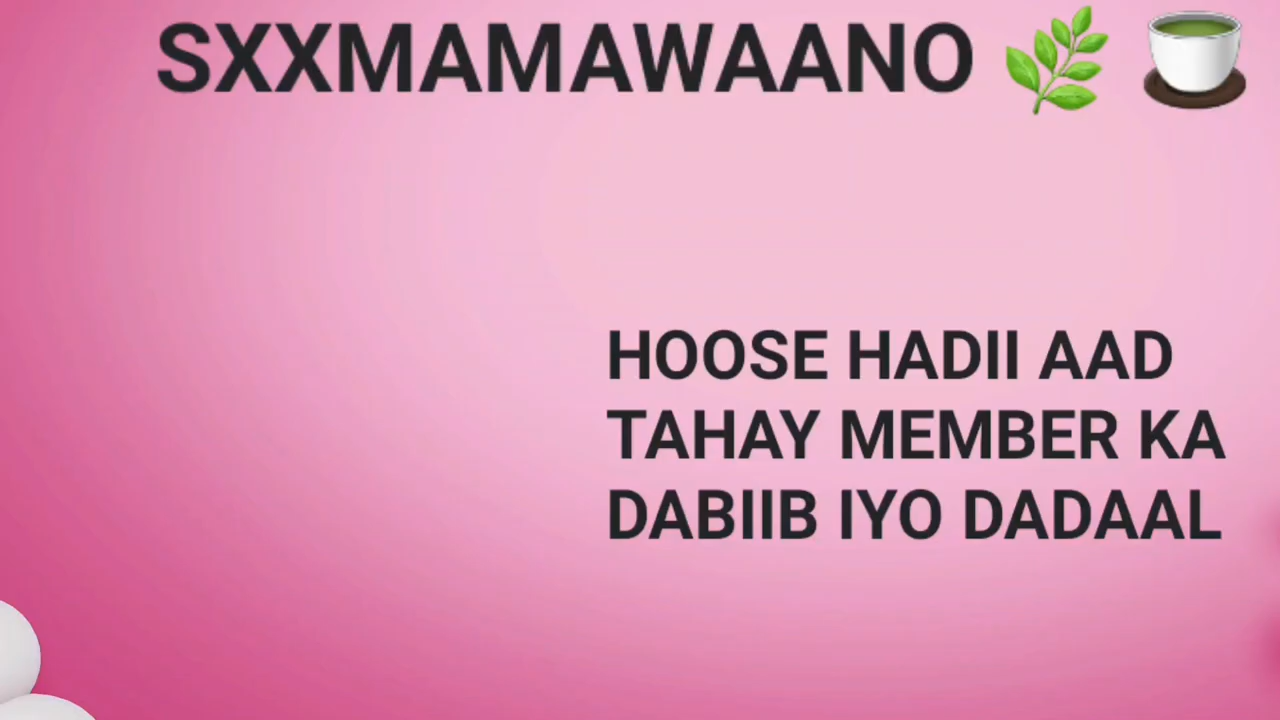 SXXMAMAWAANO 🌿 🍵
HOOSE HADII AAD
TAHAY MEMBER KA
DABIIB IYO DADAAL